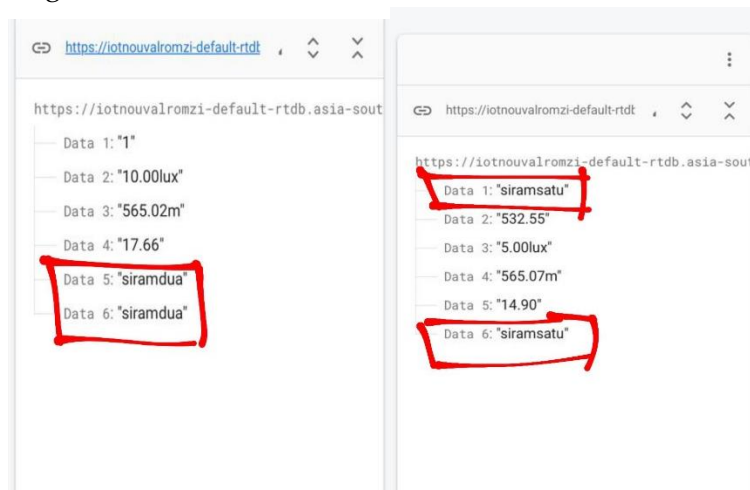 https://iotnouvalromzi-default-rtdb
https://iotnouvalromzi-default-rtdb.asia-sout
Data 1: "1"
Data 2: "10.00lux"
Data 3: "565.02m"
Data 4: "17.66"
Data 5: "siramdua"
Data 6: "siramdua"
https://iotnouvalromzi-default-rtdb
https://iotnouvalromzi-default-rtdb.asia-sout
Data 1: "siramsatu"
Data 2: "532.55"
Data 3: "5.00lux"
Data 4: "565.07m"
Data 5: "14.90"
Data 6: "siramsatu"